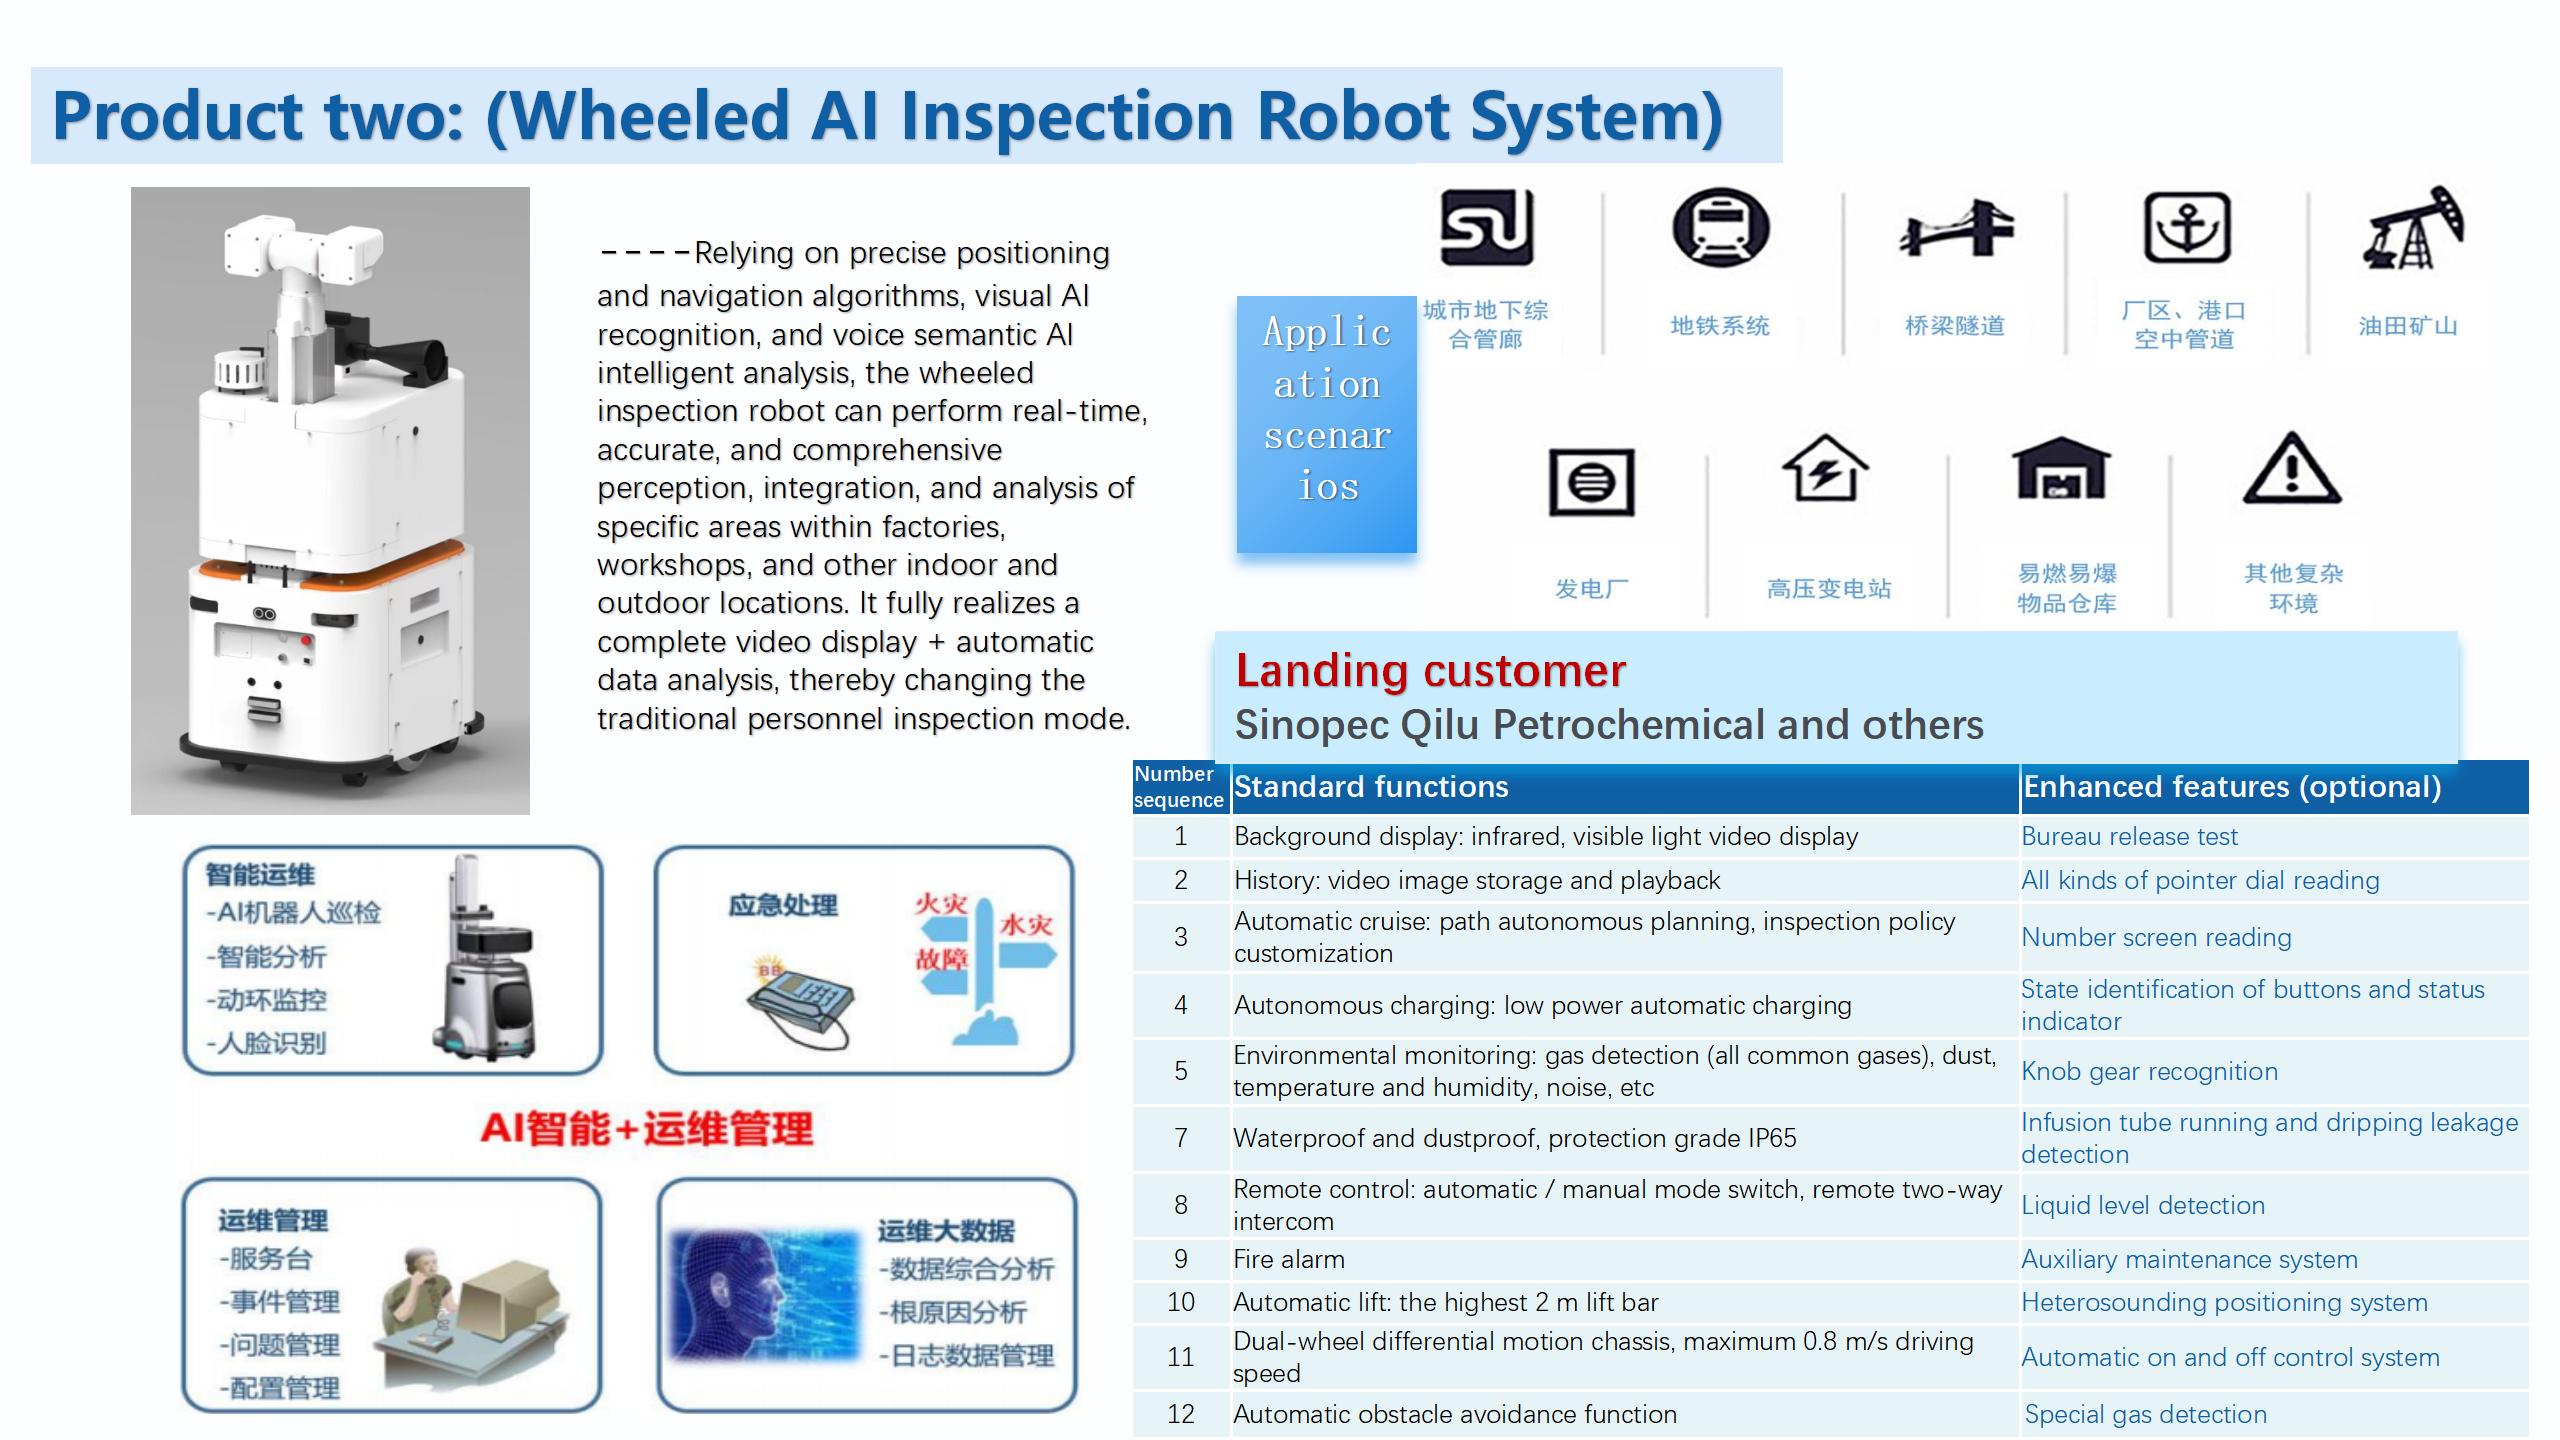 Product two: (Wheeled AI Inspection Robot System)
----Relying on precise positioning
and navigation algorithms, visual AI
recognition, and voice semantic AI
intelligent analysis, the wheeled
inspection robot can perform real-time,
accurate, and comprehensive
perception, integration, and analysis of
specific areas within factories,
workshops, and other indoor and
outdoor locations. It fully realizes a
complete video display + automatic
data analysis, thereby changing the
traditional personnel inspection mode.
Applic
ation
scenar
ios
城市地下综
合管廊
地铁系统
桥梁隧道
厂区、港口
空中管道
油田矿山
发电厂
高压变电站
易燃易爆
物品仓库
其他复杂
环境
Landing customer
Sinopec Qilu Petrochemical and others
Number
sequence
Standard functions
Enhanced features (optional)
1
Background display: infrared, visible light video display
Bureau release test
2
History: video image storage and playback
All kinds of pointer dial reading
3
Automatic cruise: path autonomous planning, inspection policy
customization
Number screen reading
4
Autonomous charging: low power automatic charging
State identification of buttons and status
indicator
5
Environmental monitoring: gas detection (all common gases), dust,
temperature and humidity, noise, etc
Knob gear recognition
7
Waterproof and dustproof, protection grade IP65
Infusion tube running and dripping leakage
detection
8
Remote control: automatic / manual mode switch, remote two-way
intercom
Liquid level detection
9
Fire alarm
Auxiliary maintenance system
10
Automatic lift: the highest 2 m lift bar
Heterosounding positioning system
11
Dual-wheel differential motion chassis, maximum 0.8 m/s driving
speed
Automatic on and off control system
12
Automatic obstacle avoidance function
Special gas detection
智能运维
-AI机器人巡检
-智能分析
-动环监控
-人脸识别
应急处理
火灾
水灾
故障
BB
AI智能+运维管理
运维管理
-服务台
-事件管理
-问题管理
-配置管理
运维大数据
-数据综合分析
-根原因分析
-日志数据管理